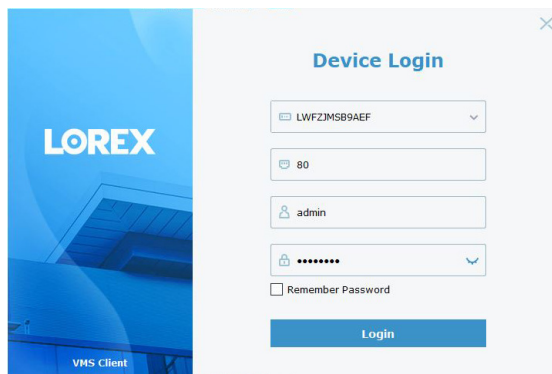 LOREX
VMS Client
Device Login
LWFZJMSB9AEF
80
admin
••••••••
Remember Password
Login